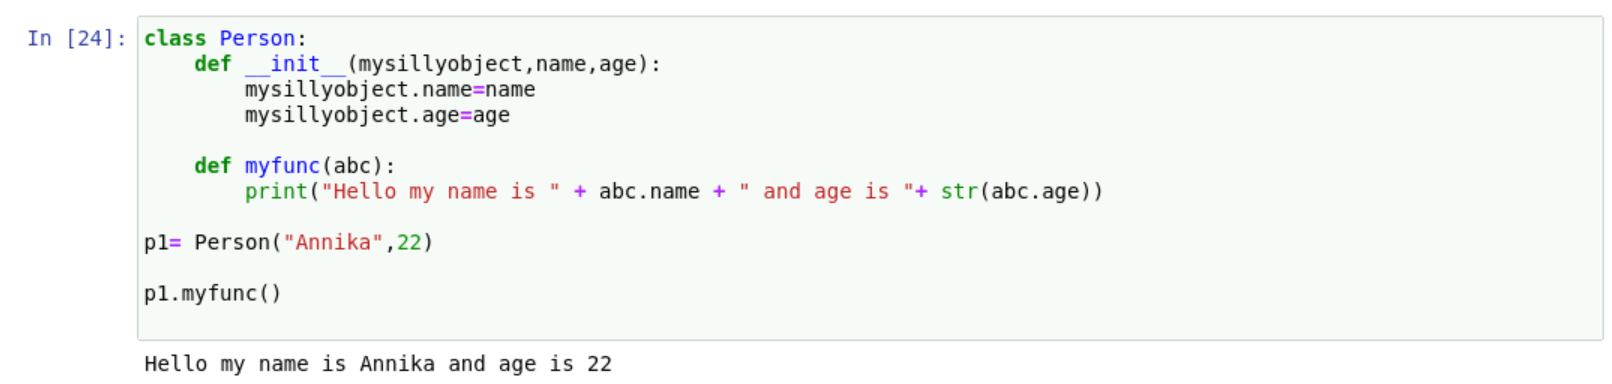 In [24]: class Person:
    def __init__(mysillyobject,name,age):
        mysillyobject.name=name
        mysillyobject.age=age
    def myfunc(abc):
        print("Hello my name is " + abc.name + " and age is "+ str(abc.age))
p1= Person("Annika",22)
p1.myfunc()
Hello my name is Annika and age is 22